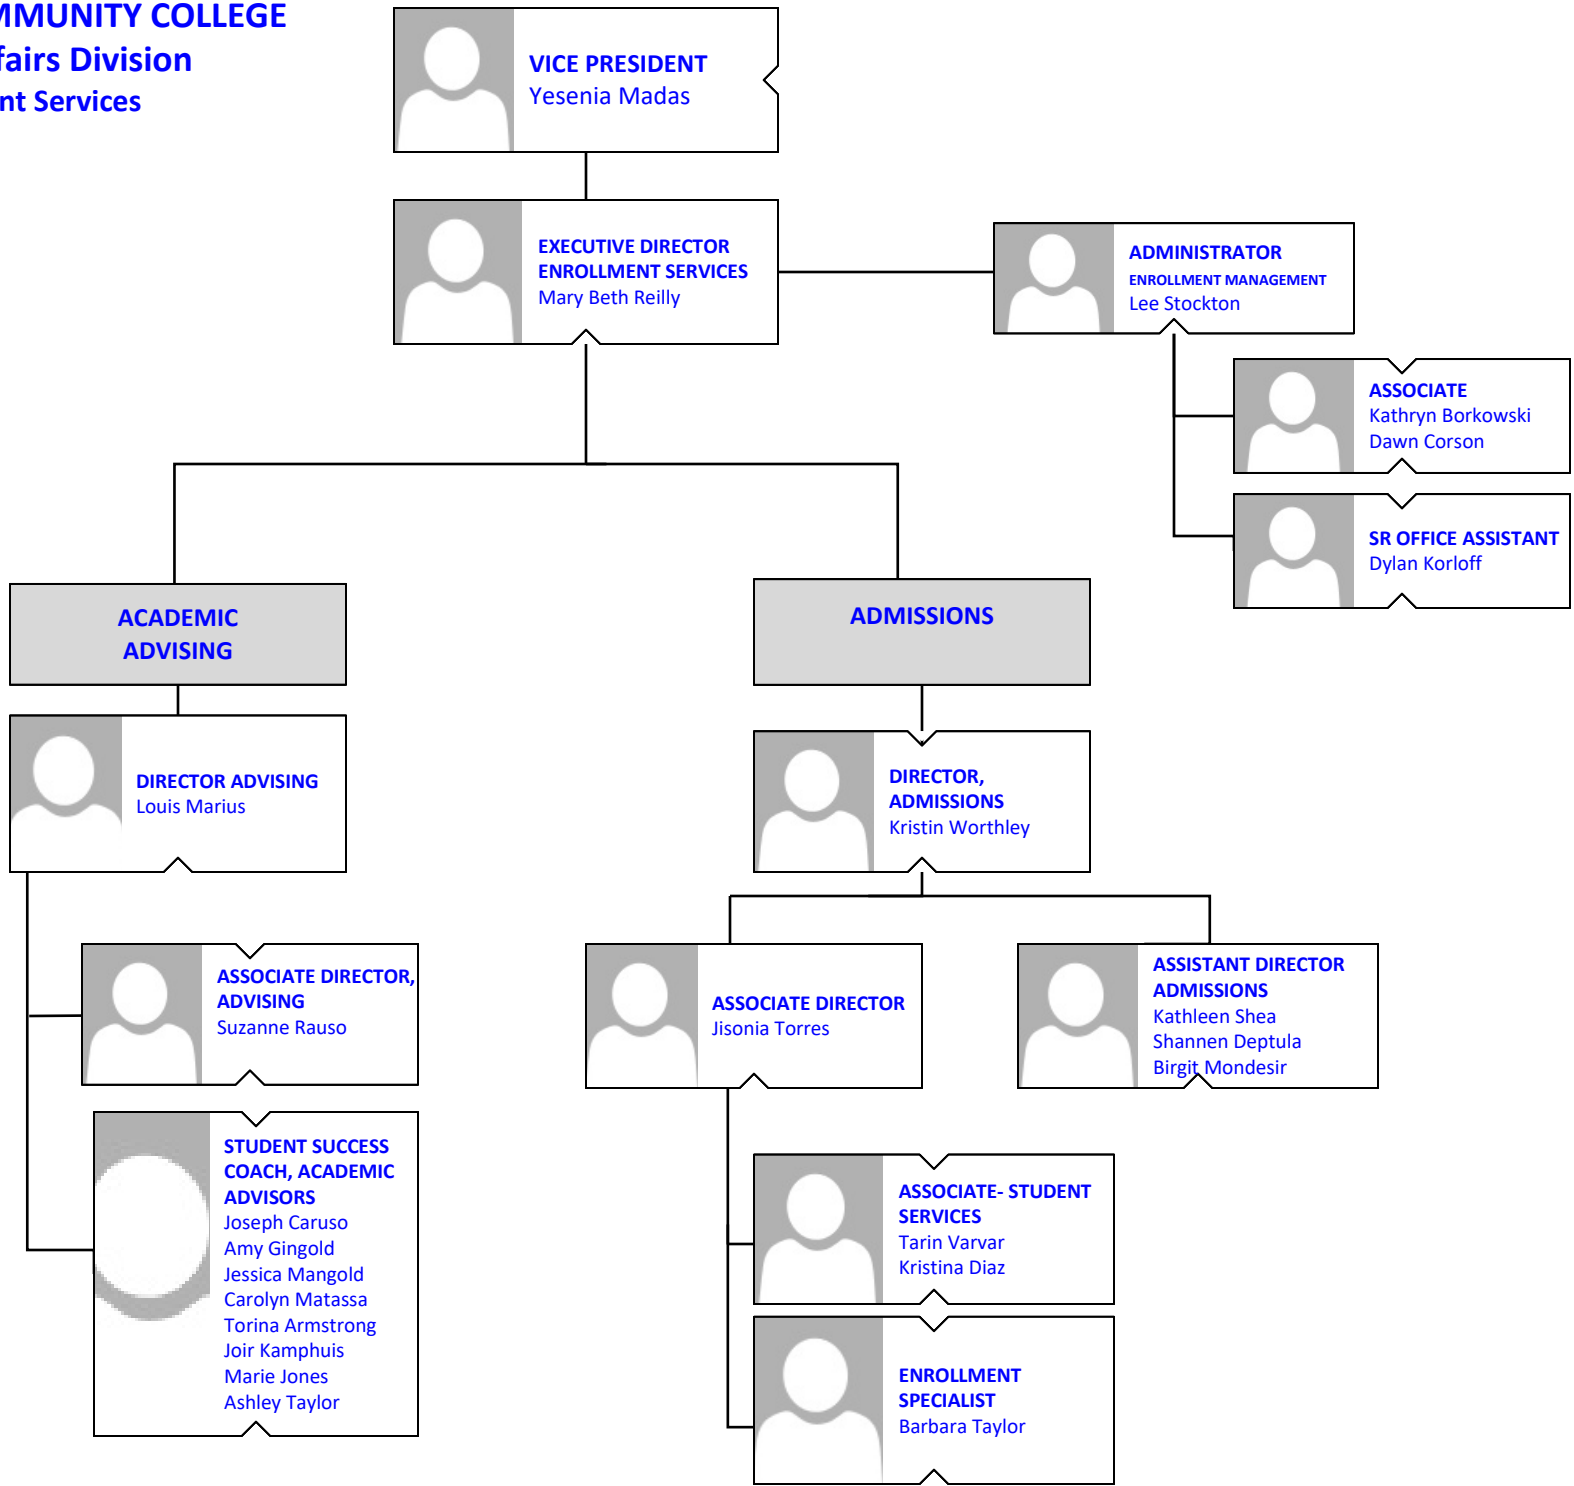 COMMUNITY COLLEGE
Affairs Division
Services
VICE PRESIDENT
Yesenia Madas
EXECUTIVE DIRECTOR
ENROLLMENT SERVICES
Mary Beth Reilly
ADMINISTRATOR
ENROLLMENT MANAGEMENT
Lee Stockton
ASSOCIATE
Kathryn Borkowski
Dawn Corson
SR OFFICE ASSISTANT
Dylan Korloff
ACADEMIC
ADVISING
DIRECTOR ADVISING
Louis Marius
ASSOCIATE DIRECTOR,
ADVISING
Suzanne Rauso
STUDENT SUCCESS
COACH, ACADEMIC
ADVISORS
Joseph Caruso
Amy Gingold
Jessica Mangold
Carolyn Matassa
Torina Armstrong
Joir Kamphuis
Marie Jones
Ashley Taylor
ADMISSIONS
DIRECTOR,
ADMISSIONS
Kristin Worthley
ASSOCIATE DIRECTOR
Jisonia Torres
ASSISTANT DIRECTOR
ADMISSIONS
Kathleen Shea
Shannen Deptula
Birgit Mondesir
ASSOCIATE- STUDENT
SERVICES
Tarin Varvar
Kristina Diaz
ENROLLMENT
SPECIALIST
Barbara Taylor